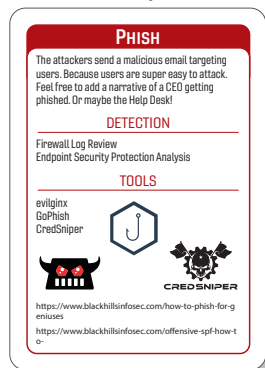 PHISH
The attackers send a malicious email targeting
users. Because users are super easy to attack.
Feel free to add a narrative of a CEO getting
phished. Or maybe the Help Desk!
DETECTION
Firewall Log Review
Endpoint Security Protection Analysis
TOOLS
evilginx
GoPhish
CredSniper
CREDSNIPER
https://www.blackhillsinfosec.com/how-to-phish-for-g
eniuses
https://www.blackhillsinfosec.com/offensive-spf-how-t
o-